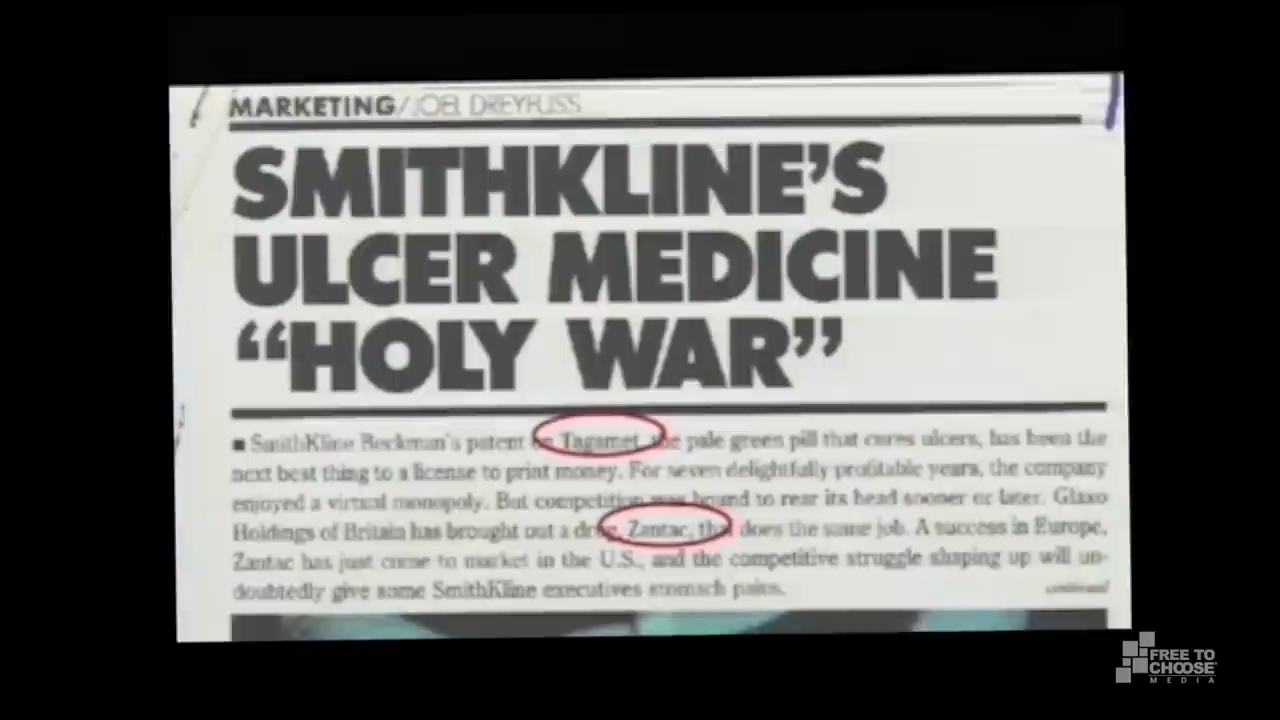 MARKETING/JOEL DREYFUSS
SMITHKLINE'S
ULCER MEDICINE
“HOLY WAR”
■ SmithKline Beckman's patent on Tagamet, the pale green pill that cures ulcers, has been the
next best thing to a license to print money. For seven delightfully profitable years, the company
enjoyed a virtual monopoly. But competition was bound to rear its head sooner or later. Glaxo
Holdings of Britain has brought out a drug, Zantac, that does the same job. A success in Europe,
Zantac has just come to market in the U.S., and the competitive struggle shaping up will un-
doubtedly give some SmithKline executives stomach pains.
continued
FREE TO
CHOOSE
MEDIA